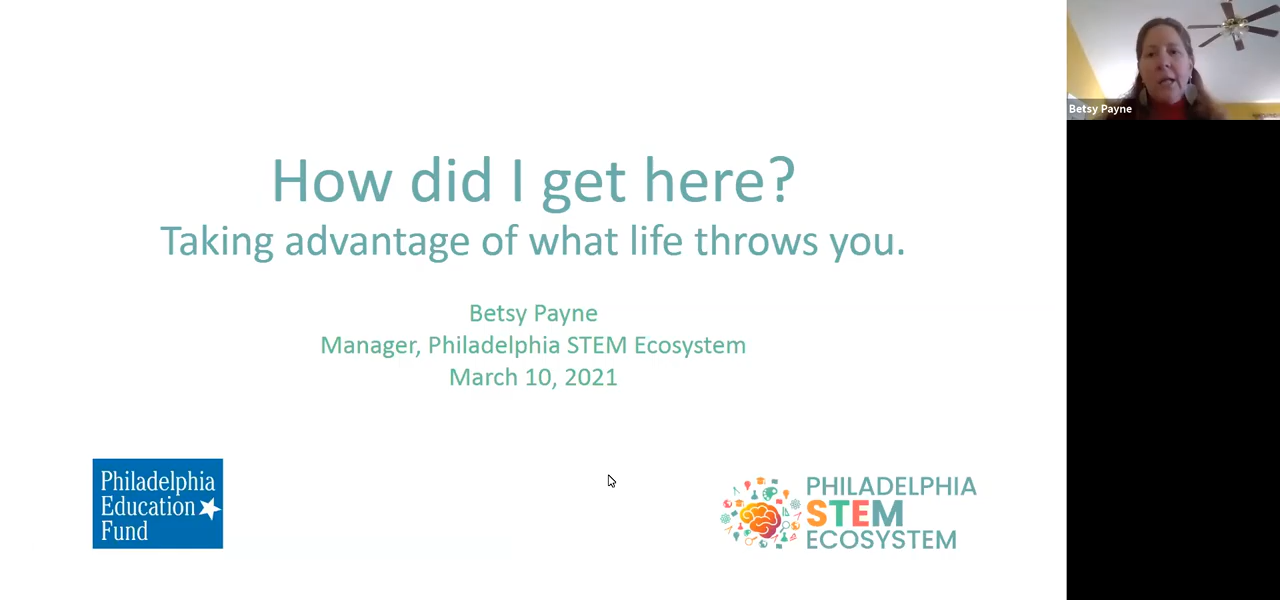 How did I get here?
Taking advantage of what life throws you.
Betsy Payne
Manager, Philadelphia STEM Ecosystem
March 10, 2021
Philadelphia
Education
Fund
PHILADELPHIA
STEM
ECOSYSTEM
Betsy Payne